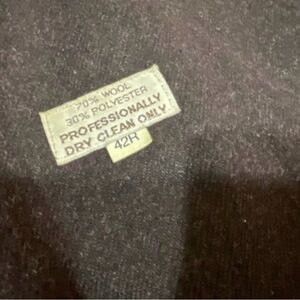 70% WOOL
30% POLYESTER
PROFESSIONALLY
DRY CLEAN ONLY
42R